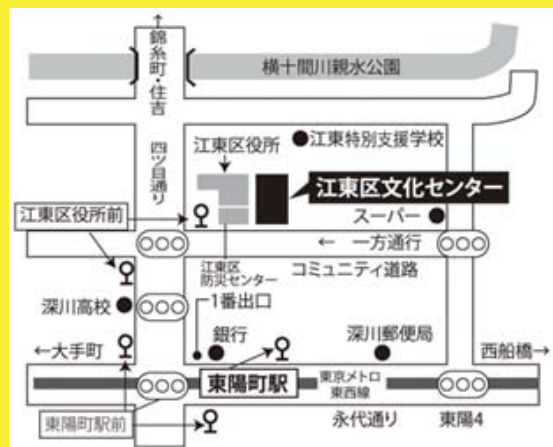 ←錦糸町・住吉
横十間川親水公園
四ツ目通り
江東区役所
江東特別支援学校
江東区文化センター
スーパー
江東区役所前
← 一方通行
江東区
防災センター
コミュニティ道路
深川高校
1番出口
銀行
深川郵便局
←大手町
西船橋→
東陽町駅
東京メトロ
東西線
東陽町駅前
永代通り
東陽4